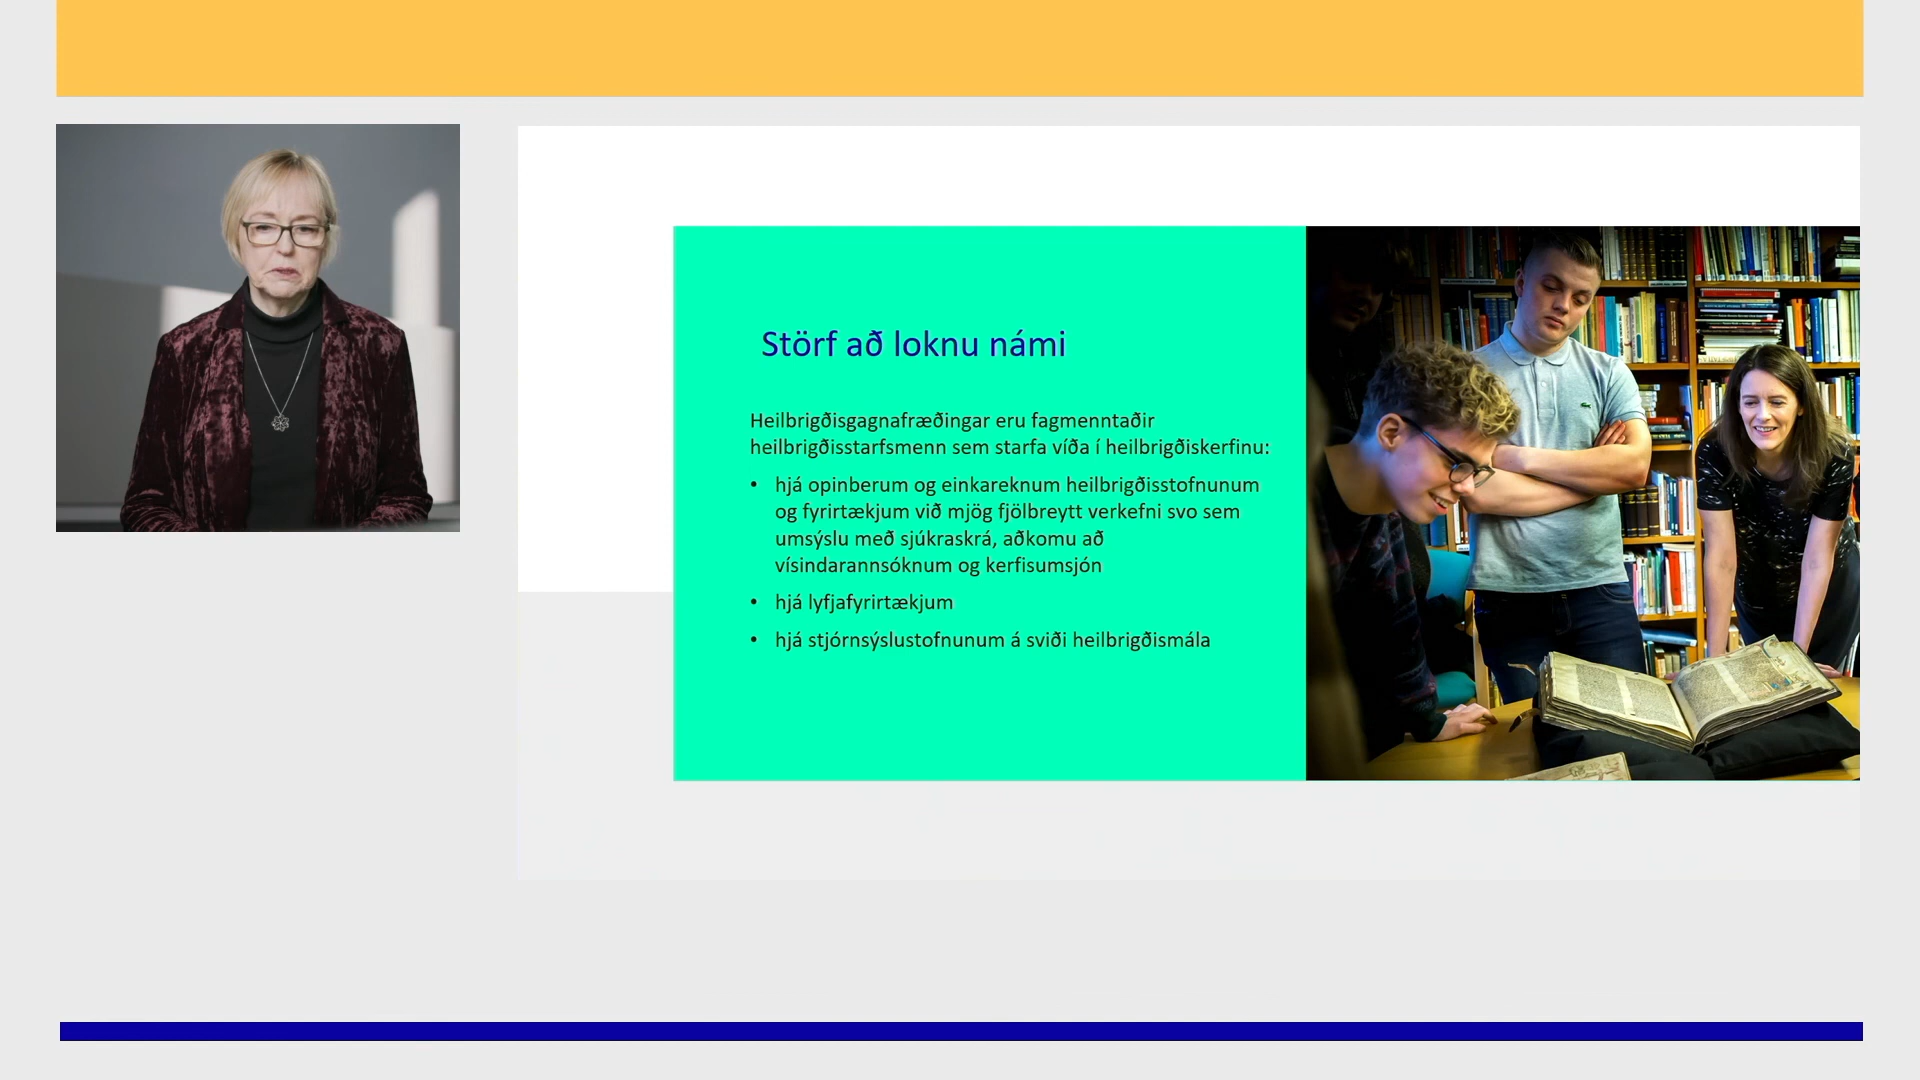 Störf að loknu námi
Heilbrigðisgagnafræðingar eru fagmenntaðir
heilbrigðisstarfsmenn sem starfa víða í heilbrigðiskerfinu:
• hjá opinberum og einkareknum heilbrigðisstofnunum
og fyrirtækjum við mjög fjölbreytt verkefni svo sem
umsýslu með sjúkraskrá, aðkomu að
vísindarannsóknum og kerfisumsjón
• hjá lyfjafyrirtækjum
• hjá stjórnsýslustofnunum á sviði heilbrigðismála